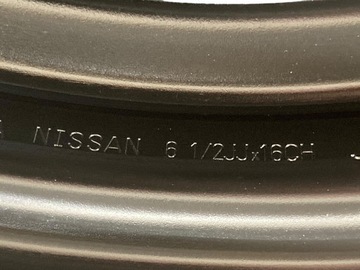 A NISSAN 6 1/2JJx16CH J